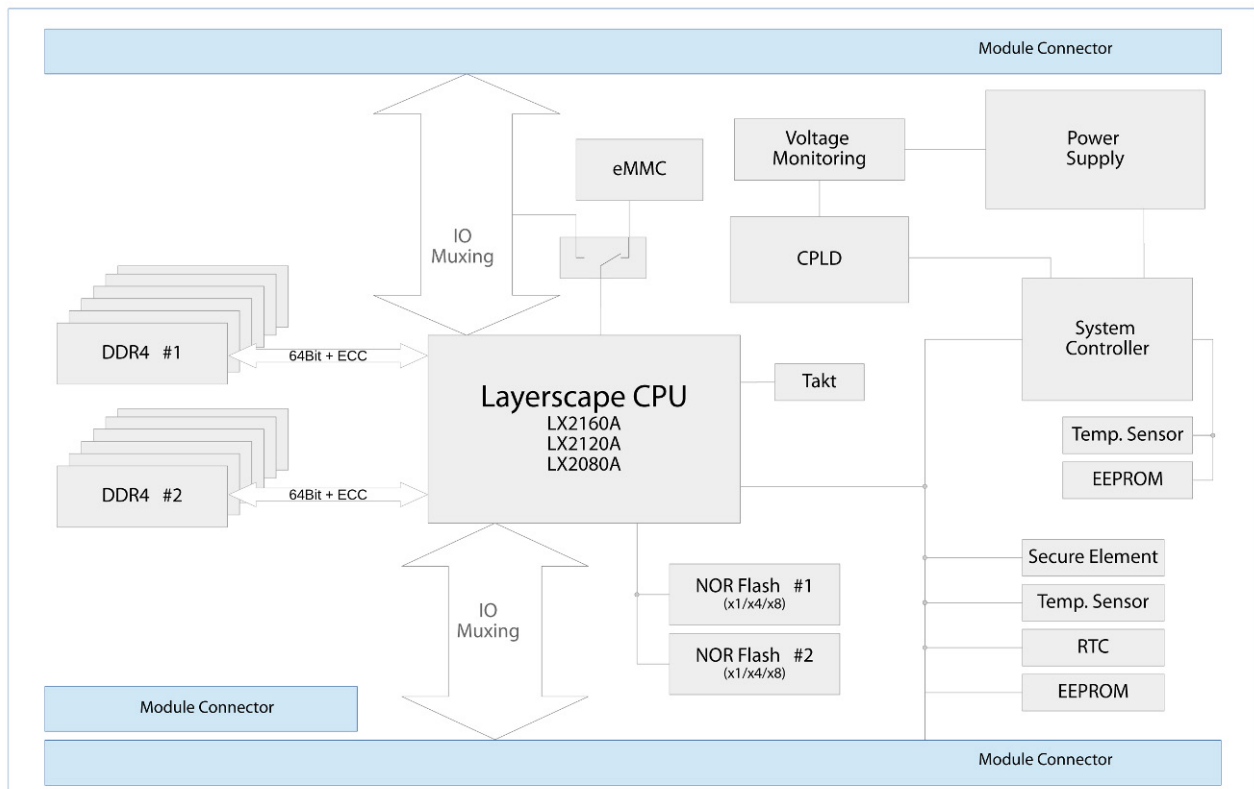 Module Connector
Voltage
Monitoring
Power
Supply
eMMC
IO
Muxing
CPLD
System
Controller
DDR4 #1
64Bit + ECC
Layerscape CPU
LX2160A
LX2120A
LX2080A
Takt
Temp. Sensor
EEPROM
DDR4 #2
64Bit + ECC
IO
Muxing
NOR Flash #1
(x1/x4/x8)
NOR Flash #2
(x1/x4/x8)
Secure Element
Temp. Sensor
RTC
EEPROM
Module Connector
Module Connector